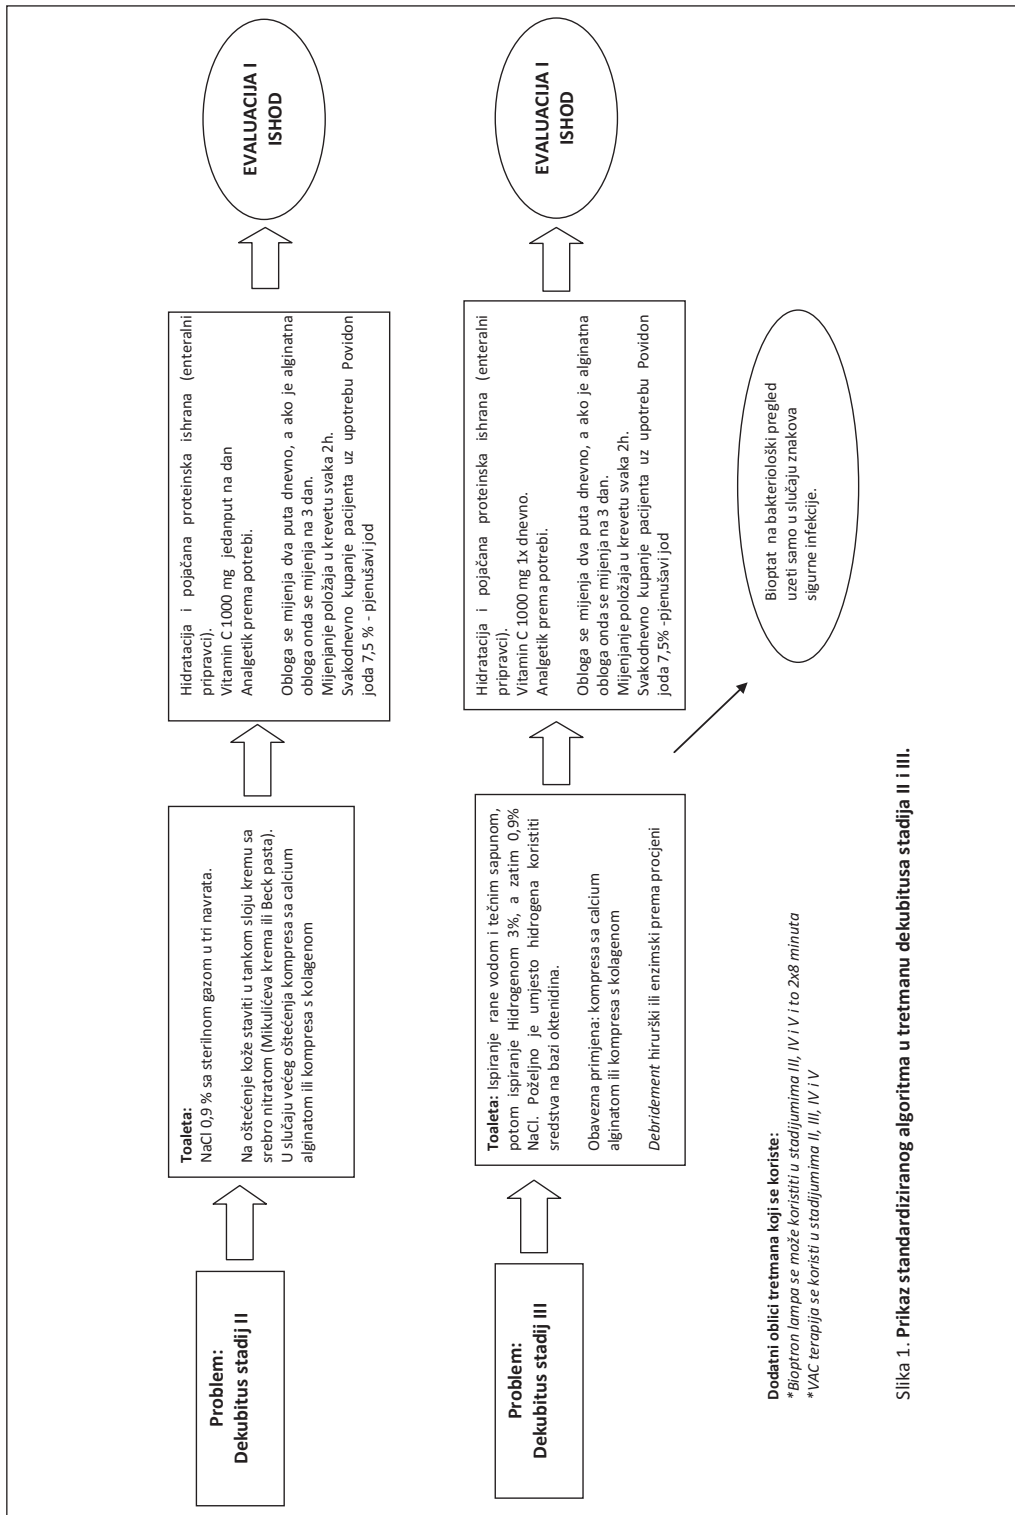 Problem:
Dekubitus stadij II
Toaleta:
NaCl 0,9 % sa sterilnom gazom u tri navrata.
Na oštećenje kože staviti u tankom sloju kremu sa
srebro nitratom (Mikulićeva krema ili Beck pasta).
U slučaju većeg oštećenja kompresa sa calcium
alginatom ili kompresa s kolagenom
Hidratacija i pojačana proteinska ishrana (enteralni
pripravci).
Vitamin C 1000 mg jedanput na dan
Analgetik prema potrebi.
Obloga se mijenja dva puta dnevno, a ako je alginatna
obloga onda se mijenja na 3 dan.
Mijenjanje položaja u krevetu svaka 2h.
Svakodnevno kupanje pacijenta uz upotrebu Povidon
joda 7,5 % - pjenušavi jod
EVALUACIJA I
ISHOD
Problem:
Dekubitus stadij III
Toaleta: Ispiranje rane vodom i tečnim sapunom,
potom ispiranje Hidrogenom 3%, a zatim 0,9%
NaCl. Poželjno je umjesto hidrogena koristiti
sredstva na bazi oktenidina.
Obavezna primjena: kompresa sa calcium
alginatom ili kompresa s kolagenom
Debridement hirurški ili enzimski prema procjeni
Hidratacija i pojačana proteinska ishrana (enteralni
pripravci).
Vitamin C 1000 mg 1x dnevno.
Analgetik prema potrebi.
Obloga se mijenja dva puta dnevno, a ako je alginatna
obloga onda se mijenja na 3 dan.
Mijenjanje položaja u krevetu svaka 2h.
Svakodnevno kupanje pacijenta uz upotrebu Povidon
joda 7,5% -pjenušavi jod
EVALUACIJA I
ISHOD
Bioptat na bakteriološki pregled
uzeti samo u slučaju znakova
sigurne infekcije.
Dodatni oblici tretmana koji se koriste:
*Bioptron lampa se može koristiti u stadijumima III, IV i V i to 2x8 minuta
*VAC terapija se koristi u stadijumima II, III, IV i V
Slika 1. Prikaz standardiziranog algoritma u tretmanu dekubitusa stadija II i III.